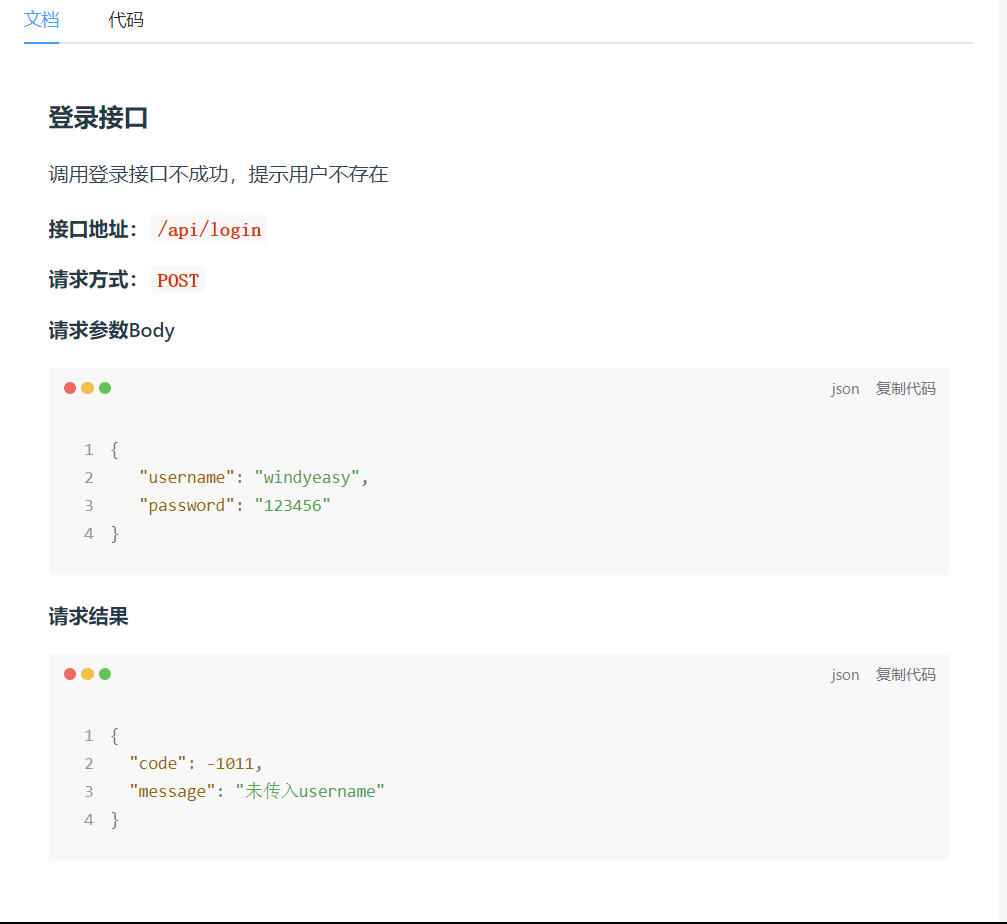 文档 代码
登录接口
调用登录接口不成功，提示用户不存在
接口地址： /api/login
请求方式： POST
请求参数Body
json 复制代码
1 {
2 "username": "windyeasy",
3 "password": "123456"
4 }
请求结果
json 复制代码
1 {
2 "code": -1011,
3 "message": "未传入username"
4 }